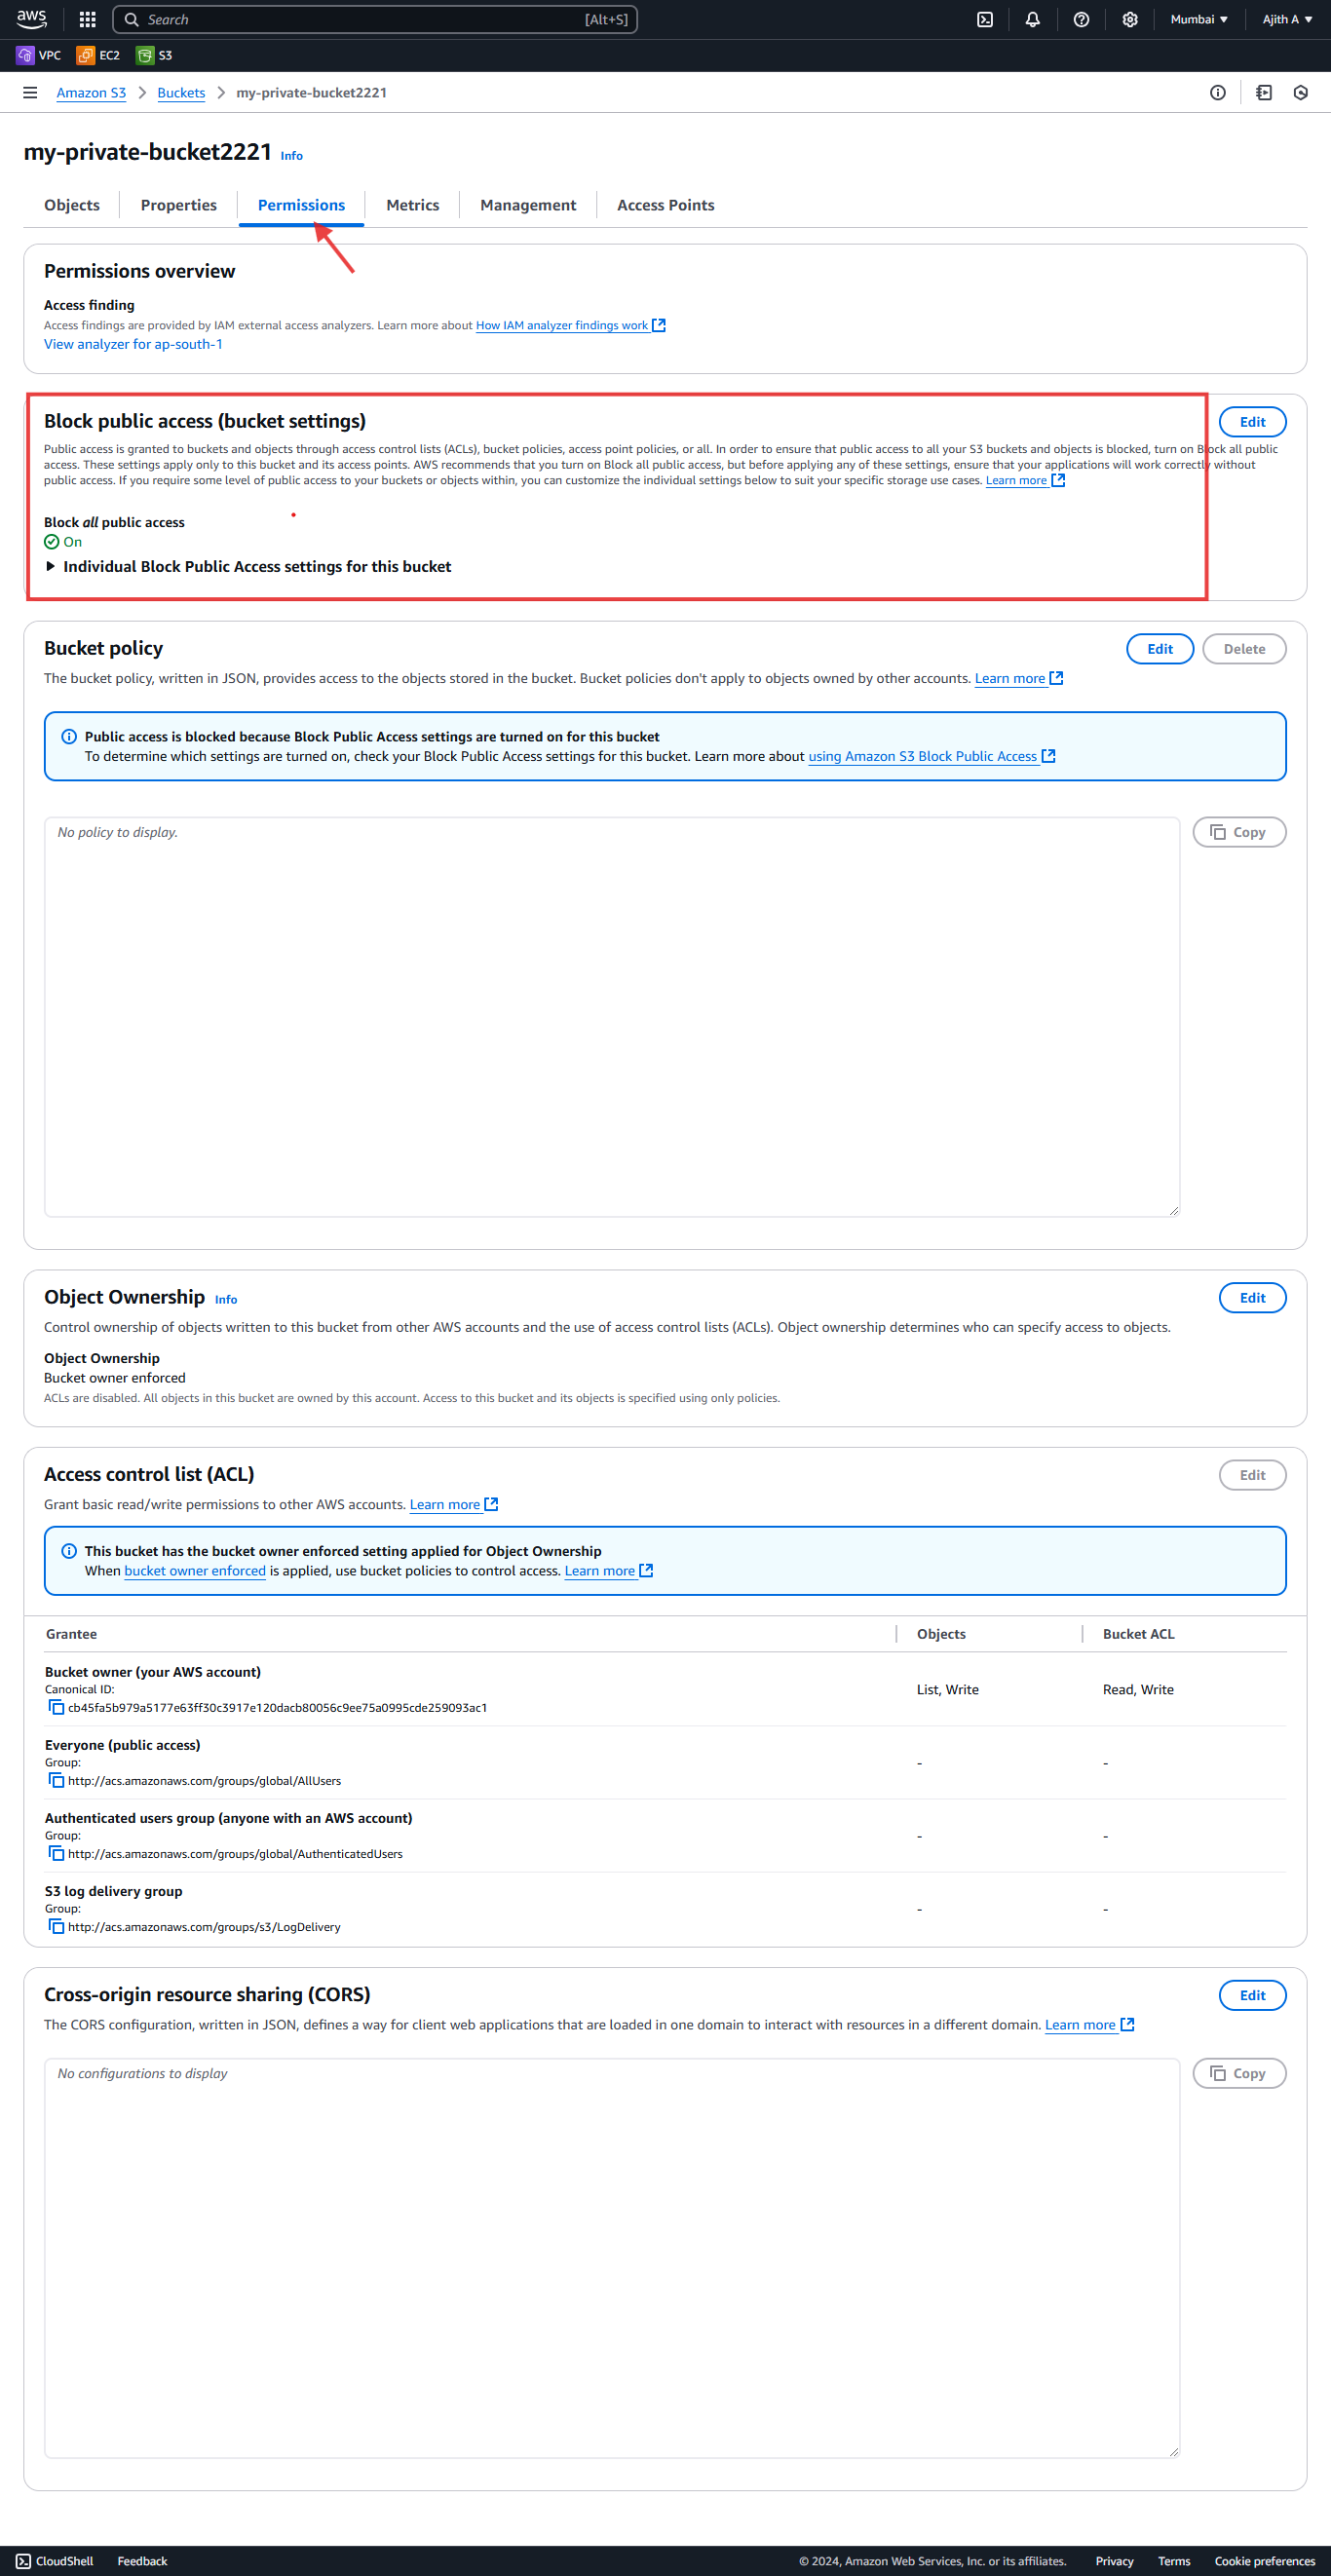 aws
Search
[Alt+S]
Mumbai
Ajith A
VPC
EC2
S3
Amazon S3
Buckets
my-private-bucket2221
my-private-bucket2221 Info
Objects
Properties
Permissions
Metrics
Management
Access Points
Permissions overview
Access finding
Access findings are provided by IAM external access analyzers. Learn more about How IAM analyzer findings work
View analyzer for ap-south-1
Block public access (bucket settings)
Edit
Public access is granted to buckets and objects through access control lists (ACLs), bucket policies, access point policies, or all. In order to ensure that public access to all your S3 buckets and objects is blocked, turn on Block all public
access. These settings apply only to this bucket and its access points. AWS recommends that you turn on Block all public access, but before applying any of these settings, ensure that your applications will work correctly without
public access. If you require some level of public access to your buckets or objects within, you can customize the individual settings below to suit your specific storage use cases. Learn more
Block all public access
On
Individual Block Public Access settings for this bucket
Bucket policy
Edit
Delete
The bucket policy, written in JSON, provides access to the objects stored in the bucket. Bucket policies don't apply to objects owned by other accounts. Learn more
Public access is blocked because Block Public Access settings are turned on for this bucket
To determine which settings are turned on, check your Block Public Access settings for this bucket. Learn more about using Amazon S3 Block Public Access
No policy to display.
Copy
Object Ownership Info
Edit
Control ownership of objects written to this bucket from other AWS accounts and the use of access control lists (ACLs). Object ownership determines who can specify access to objects.
Object Ownership
Bucket owner enforced
ACLs are disabled. All objects in this bucket are owned by this account. Access to this bucket and its objects is specified using only policies.
Access control list (ACL)
Edit
Grant basic read/write permissions to other AWS accounts. Learn more
This bucket has the bucket owner enforced setting applied for Object Ownership
When bucket owner enforced is applied, use bucket policies to control access. Learn more
Grantee
Objects
Bucket ACL
Bucket owner (your AWS account)
Canonical ID:
cb45fa5b979a5177e63ff30c3917e120dacb80056c9ee75a0995cde259093ac1
List, Write
Read, Write
Everyone (public access)
Group:
http://acs.amazonaws.com/groups/global/AllUsers
-
-
Authenticated users group (anyone with an AWS account)
Group:
http://acs.amazonaws.com/groups/global/AuthenticatedUsers
-
-
S3 log delivery group
Group:
http://acs.amazonaws.com/groups/s3/LogDelivery
-
-
Cross-origin resource sharing (CORS)
Edit
The CORS configuration, written in JSON, defines a way for client web applications that are loaded in one domain to interact with resources in a different domain. Learn more
No configurations to display
Copy
CloudShell
Feedback
© 2024, Amazon Web Services, Inc. or its affiliates.
Privacy
Terms
Cookie preferences